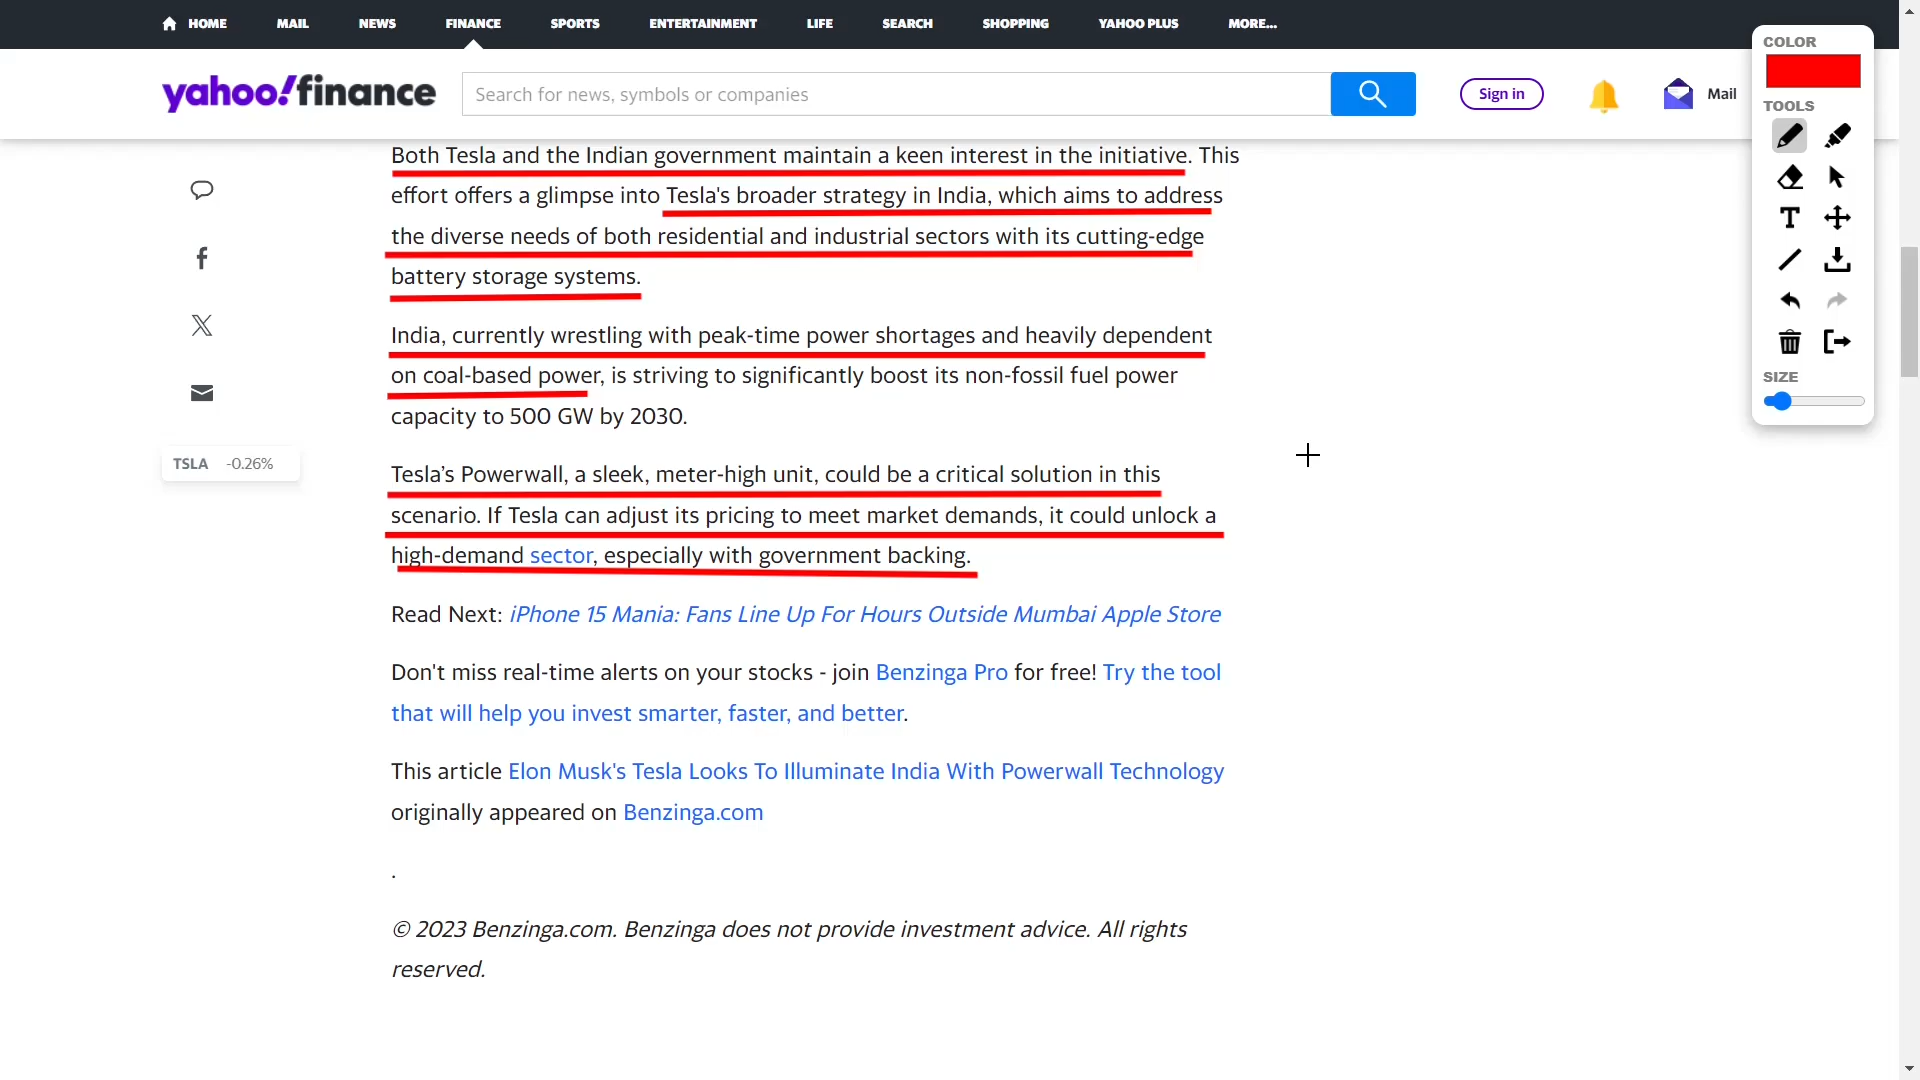 HOME MAIL NEWS FINANCE SPORTS ENTERTAINMENT LIFE SEARCH SHOPPING YAHOO PLUS MORE...
COLOR
yahoo!finance
Search for news, symbols or companies
Sign in
Mail
TOOLS
Both Tesla and the Indian government maintain a keen interest in the initiative. This
effort offers a glimpse into Tesla's broader strategy in India, which aims to address
the diverse needs of both residential and industrial sectors with its cutting-edge
battery storage systems.
India, currently wrestling with peak-time power shortages and heavily dependent
on coal-based power, is striving to significantly boost its non-fossil fuel power
capacity to 500 GW by 2030.
SIZE
TSLA -0.26%
Tesla’s Powerwall, a sleek, meter-high unit, could be a critical solution in this
scenario. If Tesla can adjust its pricing to meet market demands, it could unlock a
high-demand sector, especially with government backing.
Read Next: iPhone 15 Mania: Fans Line Up For Hours Outside Mumbai Apple Store
Don't miss real-time alerts on your stocks - join Benzinga Pro for free! Try the tool
that will help you invest smarter, faster, and better.
This article Elon Musk's Tesla Looks To Illuminate India With Powerwall Technology
originally appeared on Benzinga.com
.
© 2023 Benzinga.com. Benzinga does not provide investment advice. All rights
reserved.